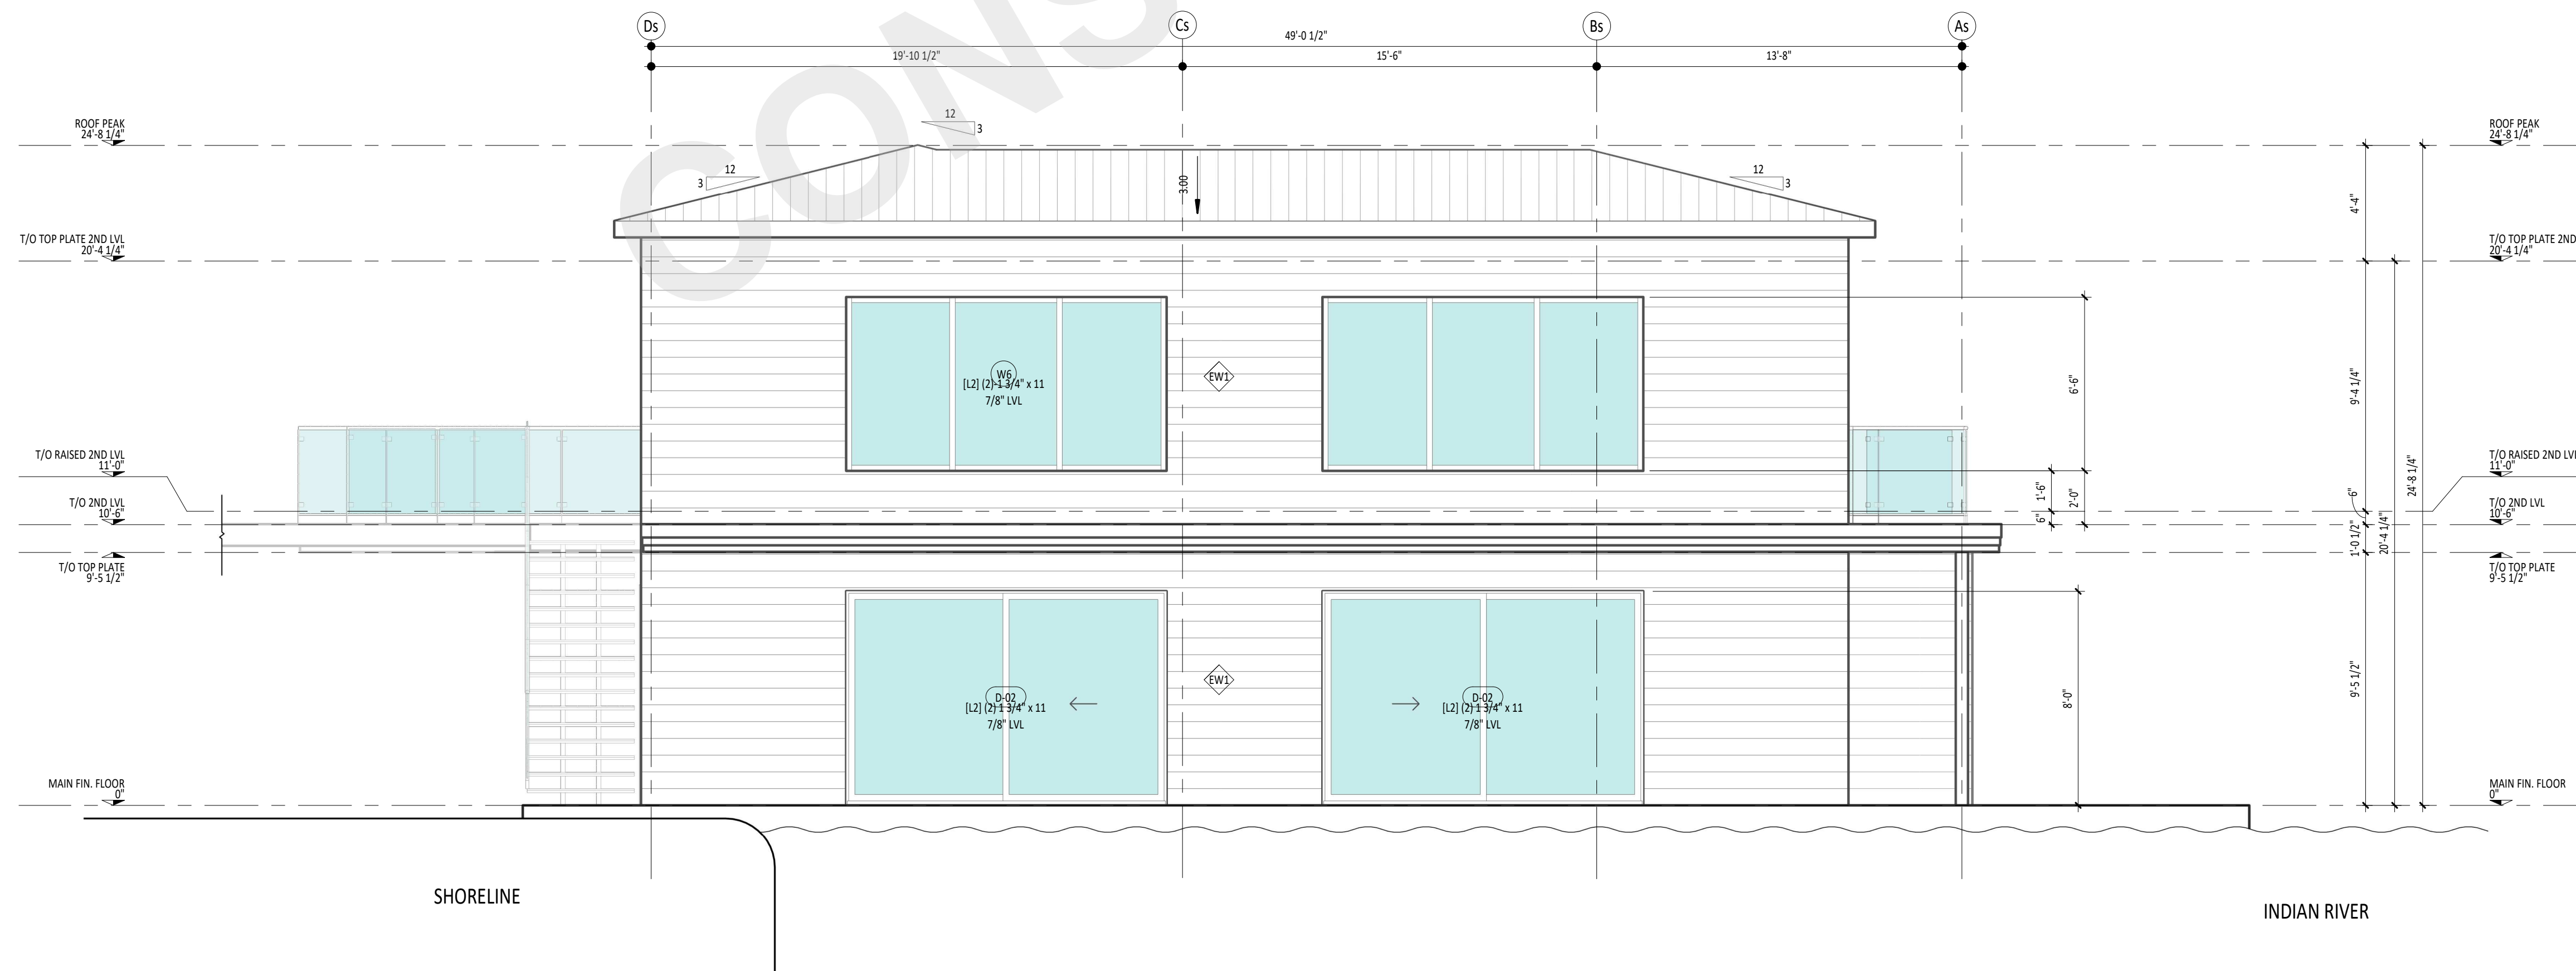 CONS
Ds
Cs
Bs
As
49'-0 1/2"
19'-10 1/2"
15'-6"
13'-8"
ROOF PEAK
24'-8 1/4"
12
3
ROOF PEAK
24'-8 1/4"
12
3
3.00
12
3
4'-4"
T/O TOP PLATE 2ND LVL
20'-4 1/4"
T/O TOP PLATE 2ND
20'-4 1/4"
W6
[L2] (2) 1 3/4" x 11
7/8" LVL
EW1
6'-6"
9'-4 1/4"
24'-8 1/4"
T/O RAISED 2ND LVL
11'-0"
T/O RAISED 2ND LVL
11'-0"
T/O 2ND LVL
10'-6"
1'-6"
2'-0"
6"
6"
1'-0 1/2"
20'-4 1/4"
T/O 2ND LVL
10'-6"
T/O TOP PLATE
9'-5 1/2"
T/O TOP PLATE
9'-5 1/2"
EW1
D-02
[L2] (2) 1 3/4" x 11
7/8" LVL
D-02
[L2] (2) 1 3/4" x 11
7/8" LVL
8'-0"
9'-5 1/2"
MAIN FIN. FLOOR
0"
MAIN FIN. FLOOR
0"
SHORELINE
INDIAN RIVER